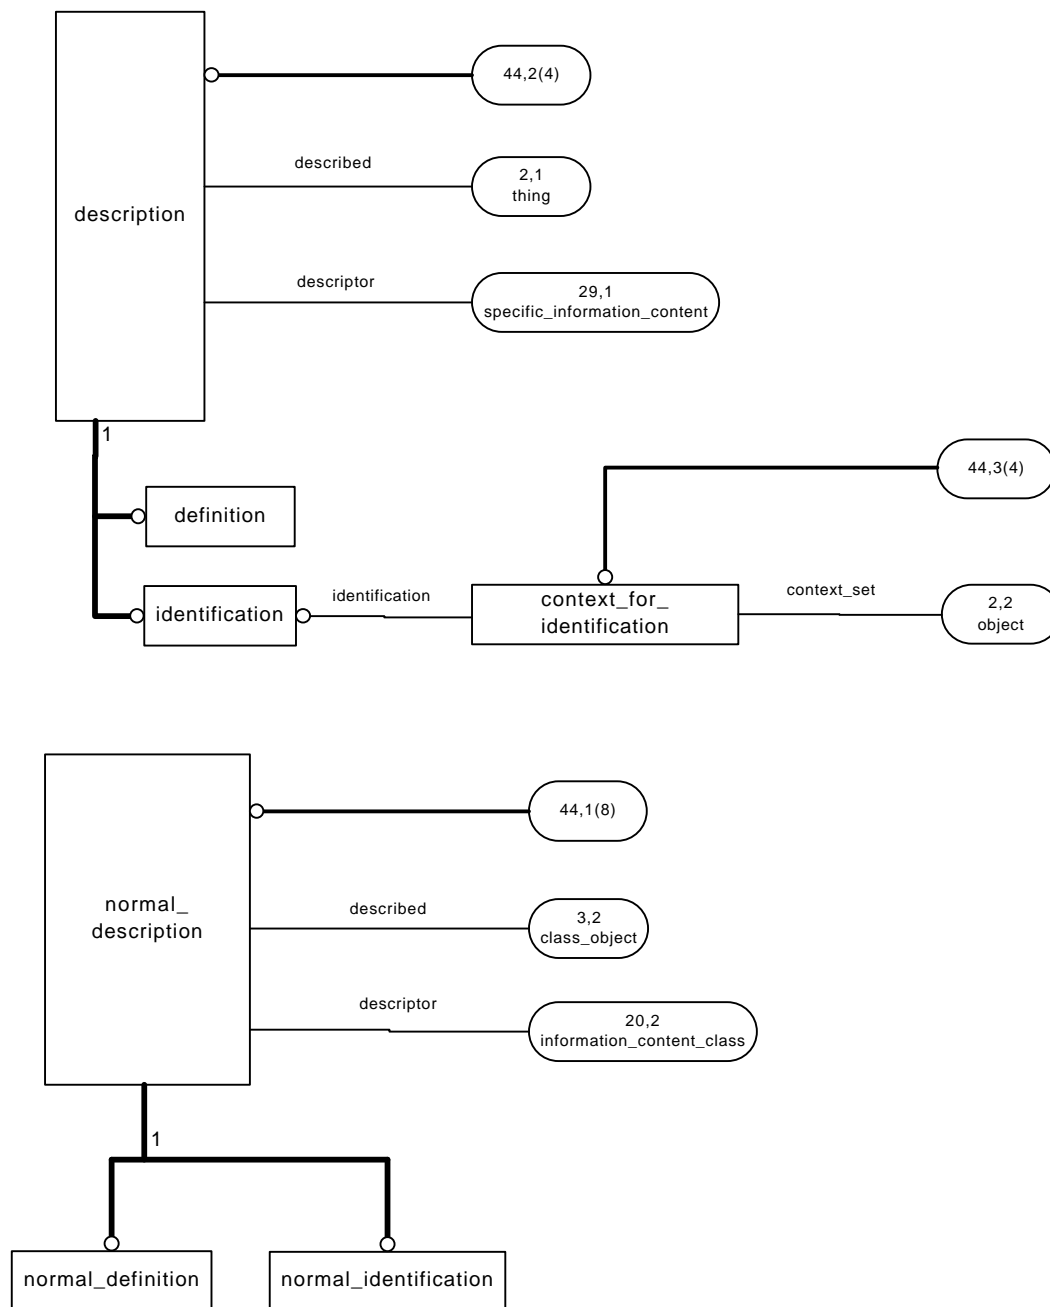 44,2(4)
described
2,1
thing
description
descriptor
29,1
specific_information_content
1
44,3(4)
definition
identification
identification
context_for_
identification
context_set
2,2
object
44,1(8)
normal_
description
described
3,2
class_object
descriptor
20,2
information_content_class
1
normal_definition
normal_identification